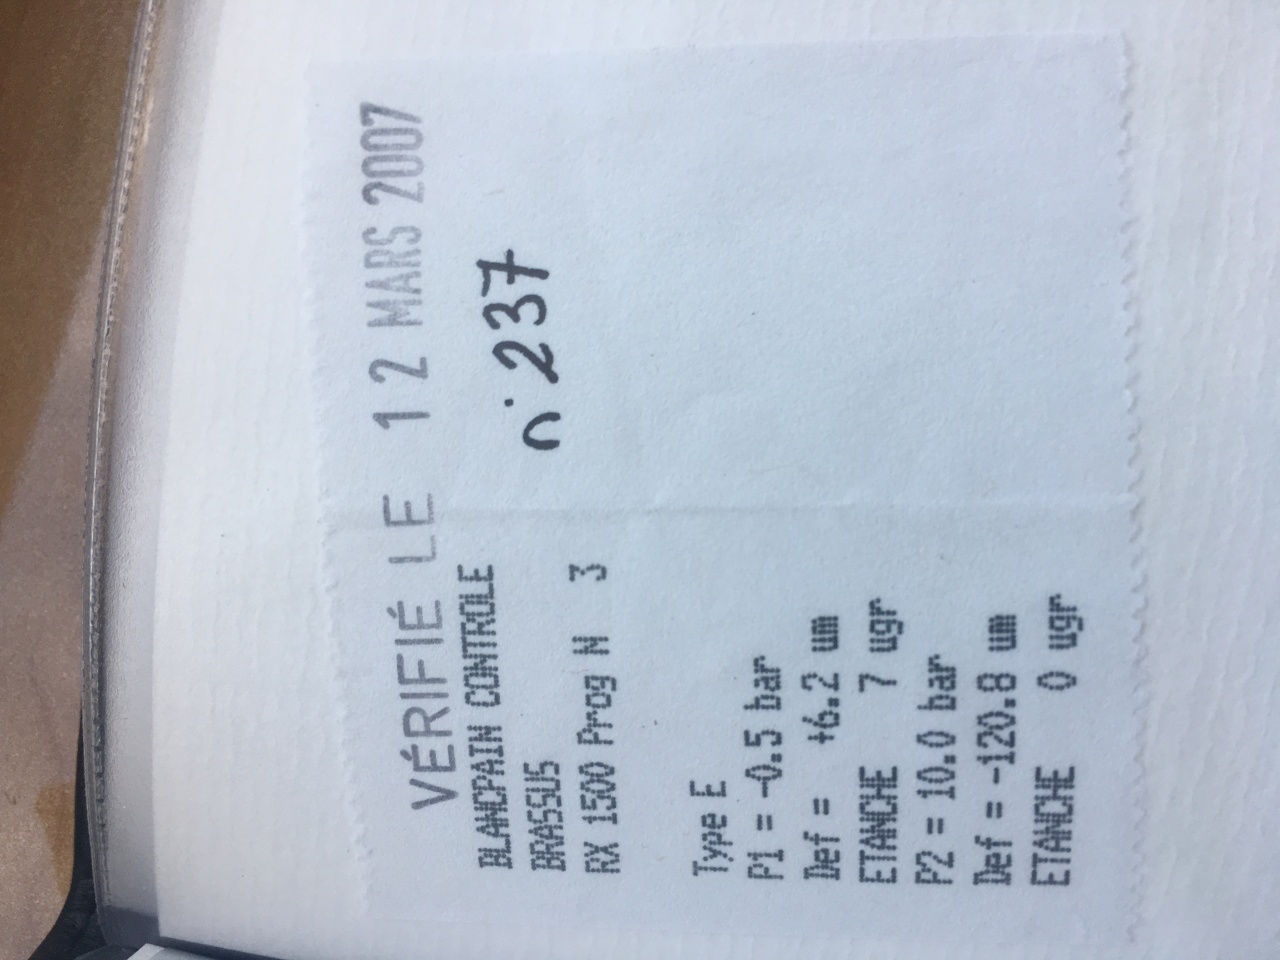 VÉRIFIÉ LE 12 MARS 2007
BLANCPAIN CONTROLE
n° 237
BRASSUS
RX 1500 Prog N 3
Type E
P1 = -0.5 bar
Def = +6.2 um
ETANCHE 7 ugr
P2 = 10.0 bar
Def = -120.8 um
ETANCHE 0 ugr